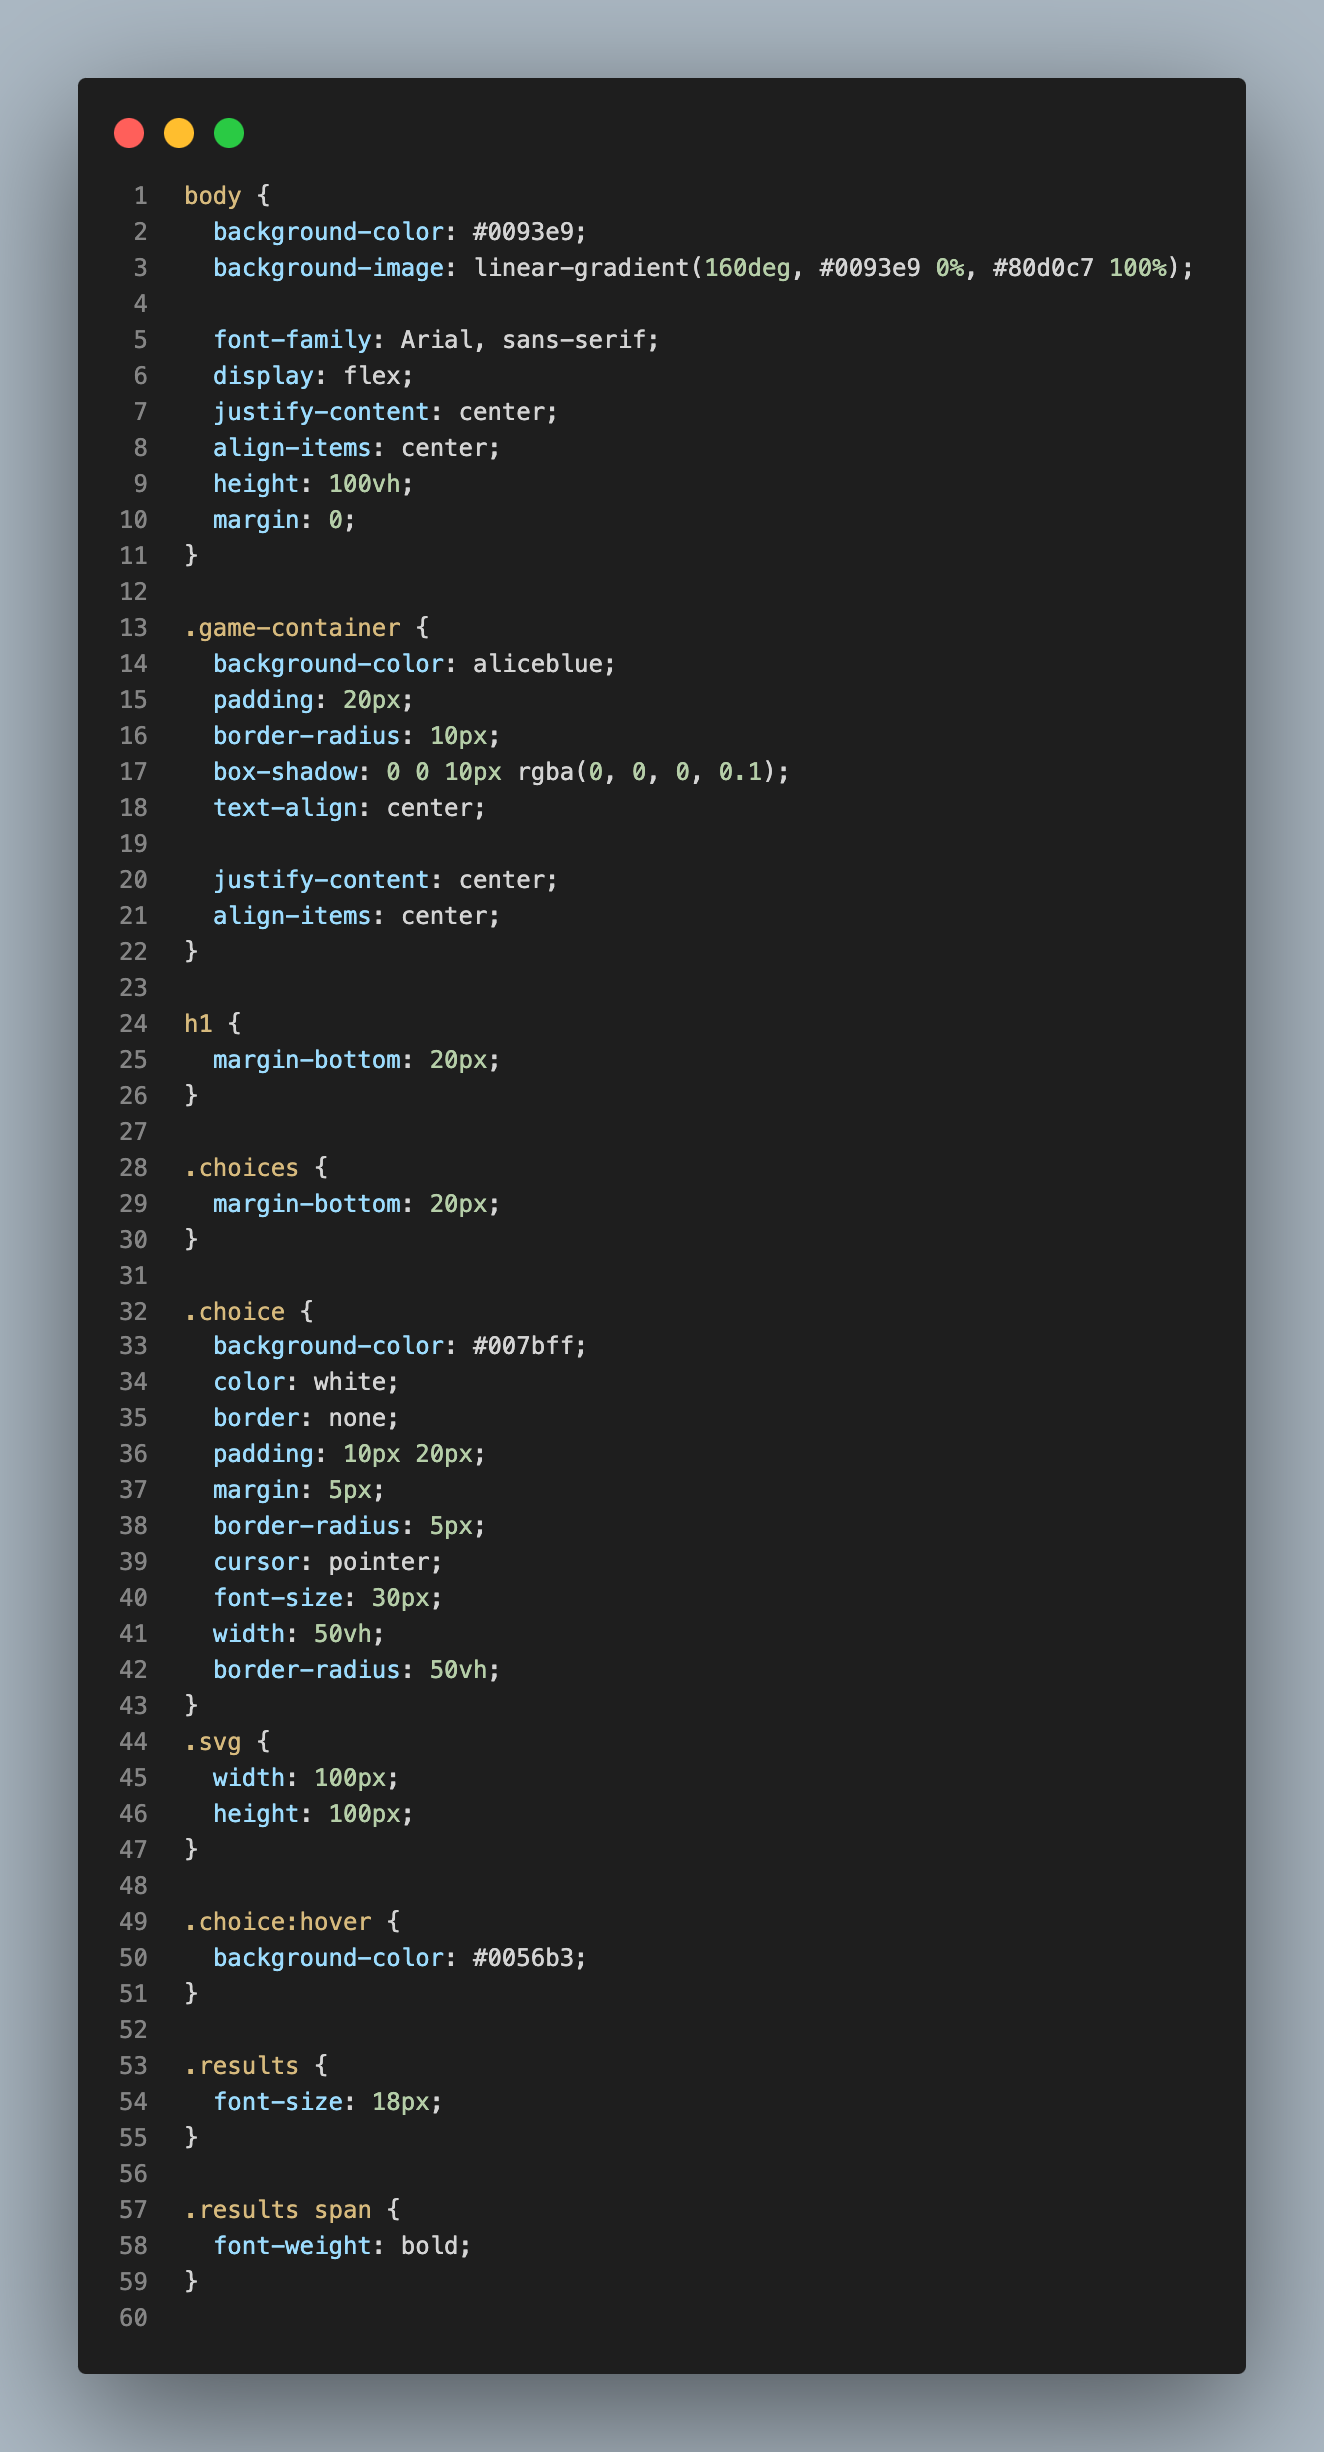 1 body {
2   background-color: #0093e9;
3   background-image: linear-gradient(160deg, #0093e9 0%, #80d0c7 100%);
4
5   font-family: Arial, sans-serif;
6   display: flex;
7   justify-content: center;
8   align-items: center;
9   height: 100vh;
10   margin: 0;
11 }
12
13 .game-container {
14   background-color: aliceblue;
15   padding: 20px;
16   border-radius: 10px;
17   box-shadow: 0 0 10px rgba(0, 0, 0, 0.1);
18   text-align: center;
19
20   justify-content: center;
21   align-items: center;
22 }
23
24 h1 {
25   margin-bottom: 20px;
26 }
27
28 .choices {
29   margin-bottom: 20px;
30 }
31
32 .choice {
33   background-color: #007bff;
34   color: white;
35   border: none;
36   padding: 10px 20px;
37   margin: 5px;
38   border-radius: 5px;
39   cursor: pointer;
40   font-size: 30px;
41   width: 50vh;
42   border-radius: 50vh;
43 }
44 .svg {
45   width: 100px;
46   height: 100px;
47 }
48
49 .choice:hover {
50   background-color: #0056b3;
51 }
52
53 .results {
54   font-size: 18px;
55 }
56
57 .results span {
58   font-weight: bold;
59 }
60